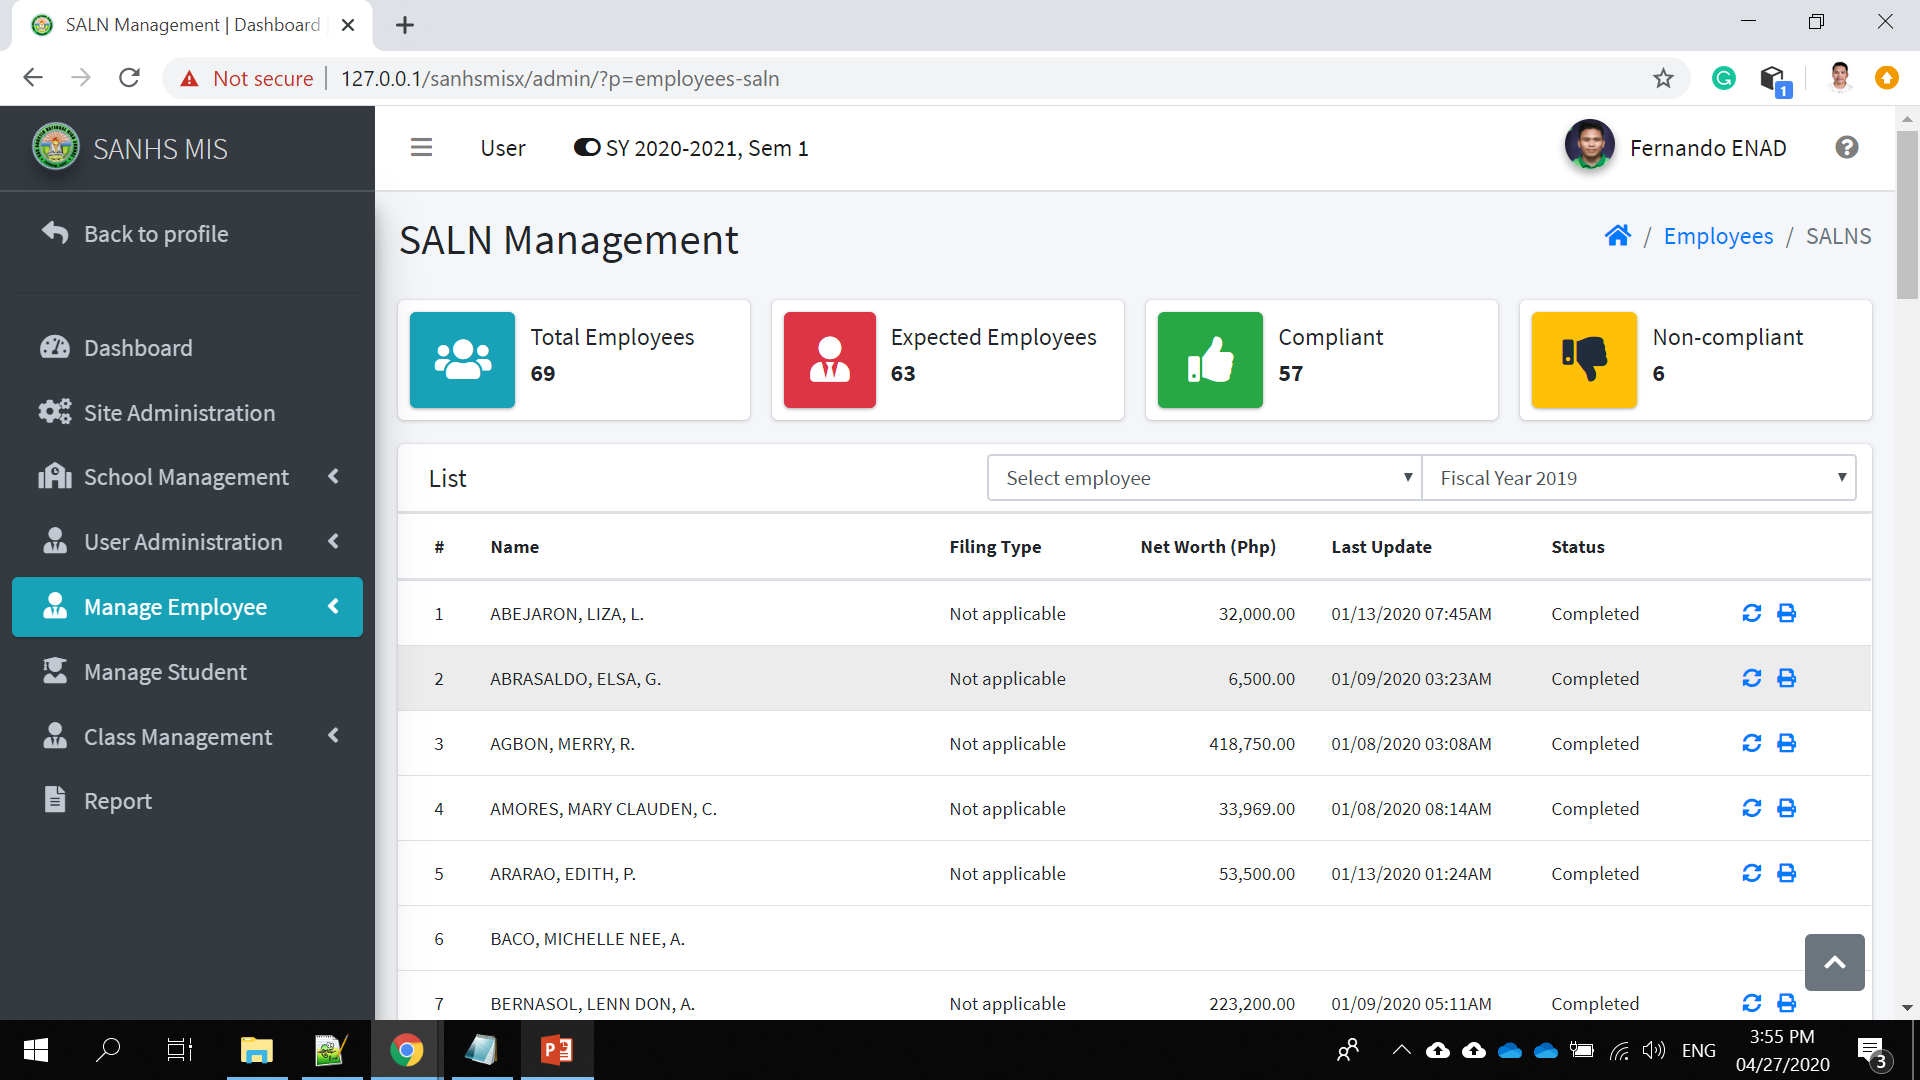 SALN Management | Dashboard
Not secure
127.0.0.1/sanhsmisx/admin/?p=employees-saln
1
SANHS MIS
User
SY 2020-2021, Sem 1
Fernando ENAD
Back to profile
Dashboard
Site Administration
School Management
User Administration
Manage Employee
Manage Student
Class Management
Report
SALN Management
/ Employees / SALNS
Total Employees
69
Expected Employees
63
Compliant
57
Non-compliant
6
List
Select employee
Fiscal Year 2019
# Name Filing Type Net Worth (Php) Last Update Status
1 ABEJARON, LIZA, L. Not applicable 32,000.00 01/13/2020 07:45AM Completed
2 ABRASALDO, ELSA, G. Not applicable 6,500.00 01/09/2020 03:23AM Completed
3 AGBON, MERRY, R. Not applicable 418,750.00 01/08/2020 03:08AM Completed
4 AMORES, MARY CLAUDEN, C. Not applicable 33,969.00 01/08/2020 08:14AM Completed
5 ARARAO, EDITH, P. Not applicable 53,500.00 01/13/2020 01:24AM Completed
6 BACO, MICHELLE NEE, A.
7 BERNASOL, LENN DON, A. Not applicable 223,200.00 01/09/2020 05:11AM Completed
ENG
3:55 PM
04/27/2020
3